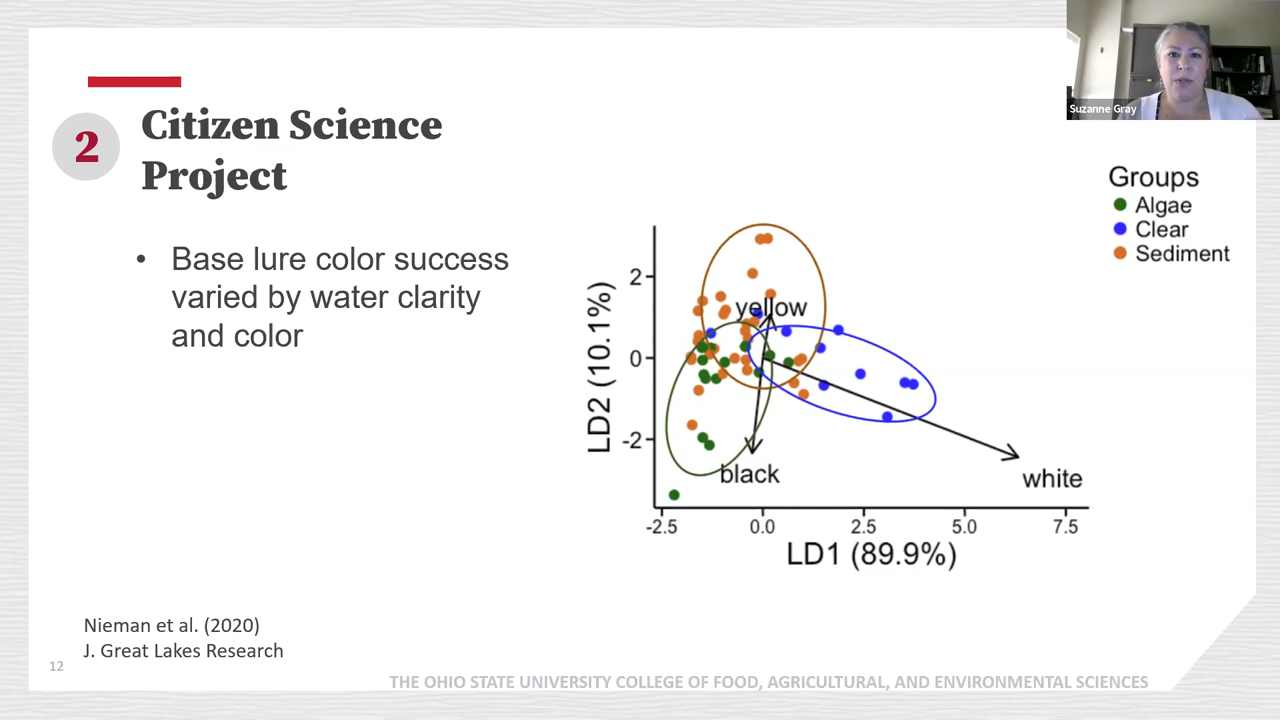 Suzanne Gray
2
Citizen Science
Project
• Base lure color success
varied by water clarity
and color
Groups
Algae
Clear
Sediment
LD2 (10.1%)
2
0
-2
yellow
black
white
-2.5 0.0 2.5 5.0 7.5
LD1 (89.9%)
Nieman et al. (2020)
J. Great Lakes Research
12
THE OHIO STATE UNIVERSITY COLLEGE OF FOOD, AGRICULTURAL, AND ENVIRONMENTAL SCIENCES